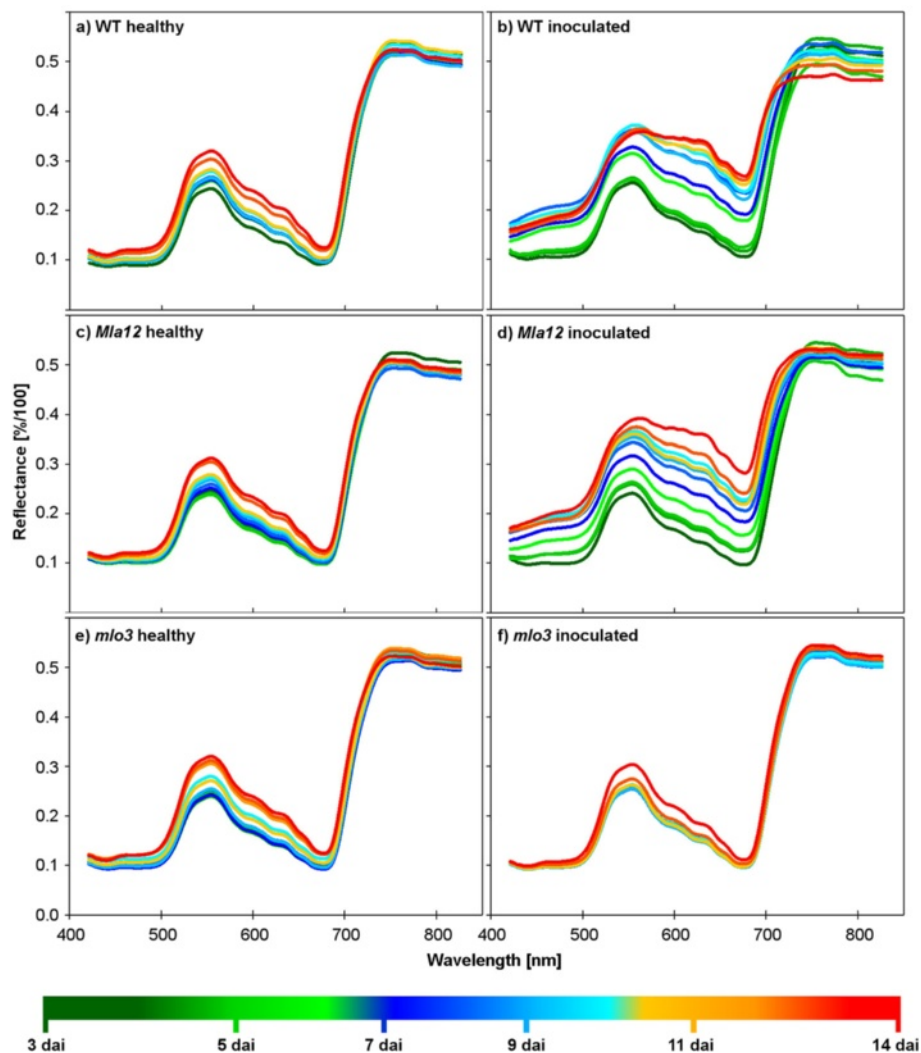 a) WT healthy
b) WT inoculated
0.5
0.4
0.3
0.2
0.1
c) Mla12 healthy
d) Mla12 inoculated
0.5
0.4
0.3
0.2
0.1
Reflectance [%/100]
e) mlo3 healthy
f) mlo3 inoculated
0.5
0.4
0.3
0.2
0.1
0.0
400 500 600 700 800 400 500 600 700 800
Wavelength [nm]
3 dai 5 dai 7 dai 9 dai 11 dai 14 dai